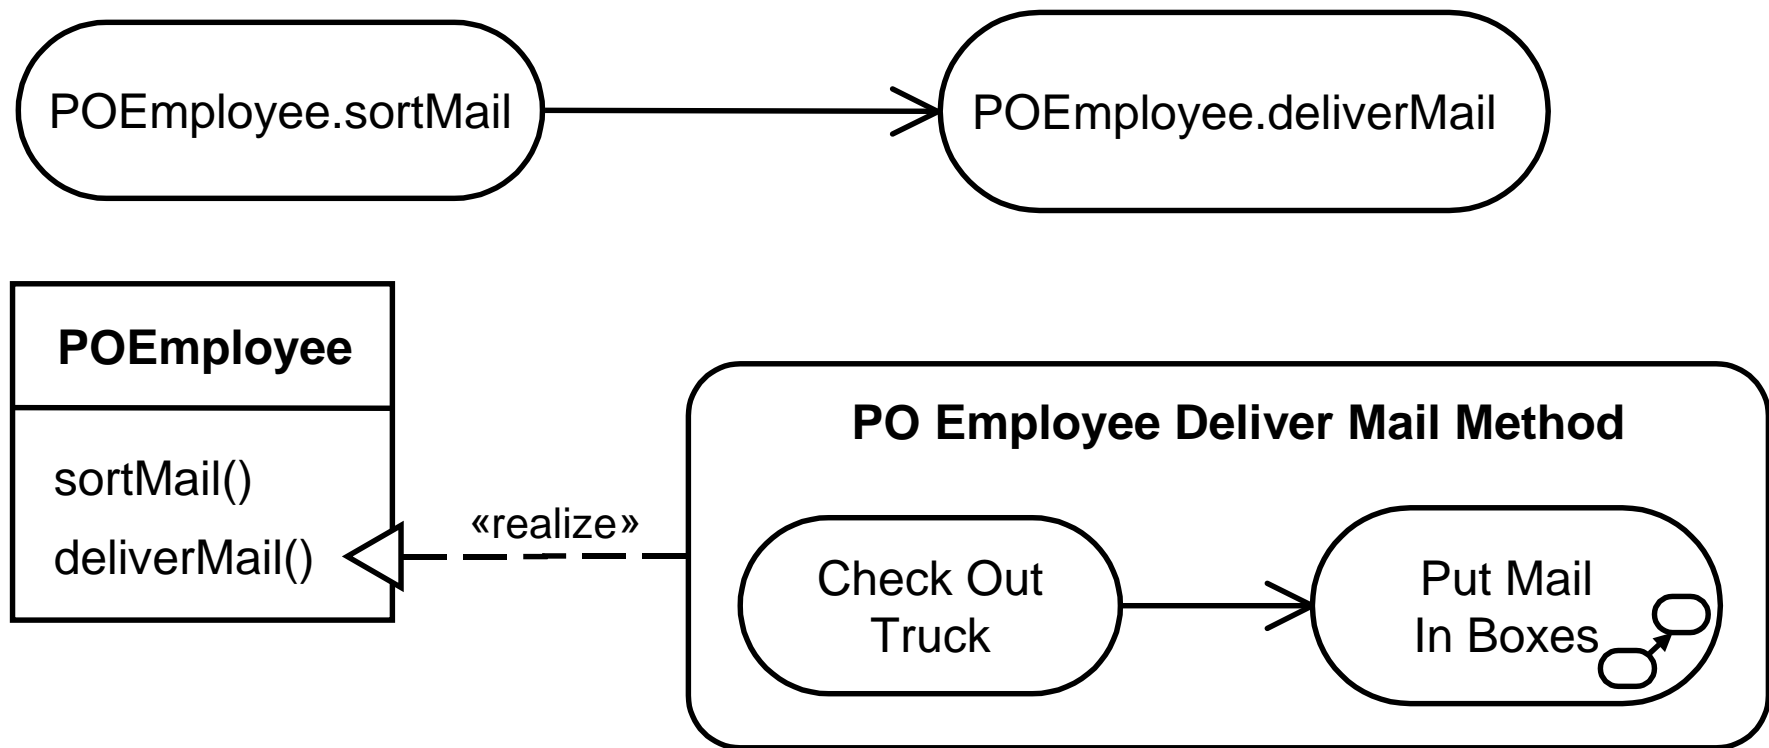 POEmployee.sortMail
POEmployee.deliverMail
POEmployee
sortMail()
deliverMail()
«realize»
PO Employee Deliver Mail Method
Check Out
Truck
Put Mail
In Boxes